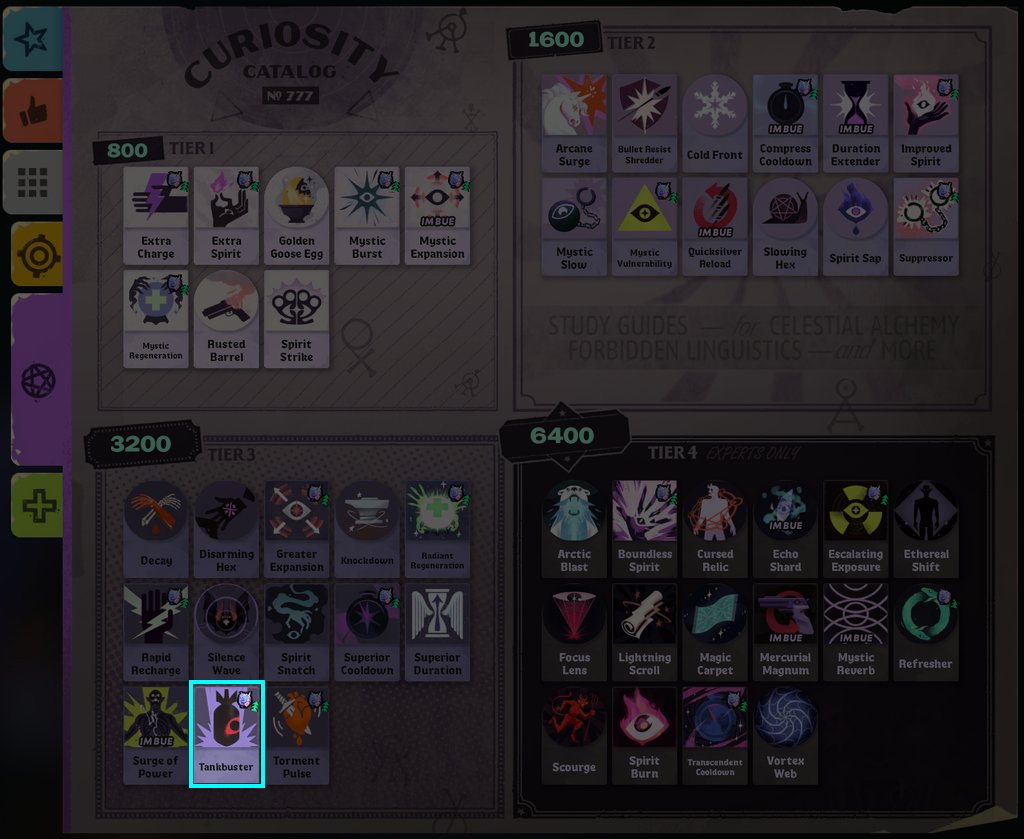 CURIOSITY
CATALOG
Nº 777
800 TIER 1
Extra Charge
Extra Spirit
Golden Goose Egg
Mystic Burst
IMBUE
Mystic Expansion
Mystic Regeneration
Rusted Barrel
Spirit Strike
1600 TIER 2
Arcane Surge
Bullet Resist Shredder
Cold Front
IMBUE
Compress Cooldown
IMBUE
Duration Extender
Improved Spirit
Mystic Slow
Mystic Vulnerability
IMBUE
Quicksilver Reload
Slowing Hex
Spirit Sap
Suppressor
STUDY GUIDES — for CELESTIAL ALCHEMY
FORBIDDEN LINGUISTICS — and MORE
3200 TIER 3
Decay
Disarming Hex
Greater Expansion
Knockdown
Radiant Regeneration
Rapid Recharge
Silence Wave
Spirit Snatch
Superior Cooldown
Superior Duration
IMBUE
Surge of Power
Tankbuster
Torment Pulse
6400 TIER 4 EXPERTS ONLY
Arctic Blast
Boundless Spirit
Cursed Relic
IMBUE
Echo Shard
Escalating Exposure
Ethereal Shift
Focus Lens
Lightning Scroll
Magic Carpet
IMBUE
Mercurial Magnum
IMBUE
Mystic Reverb
Refresher
Scourge
Spirit Burn
Transcendent Cooldown
Vortex Web